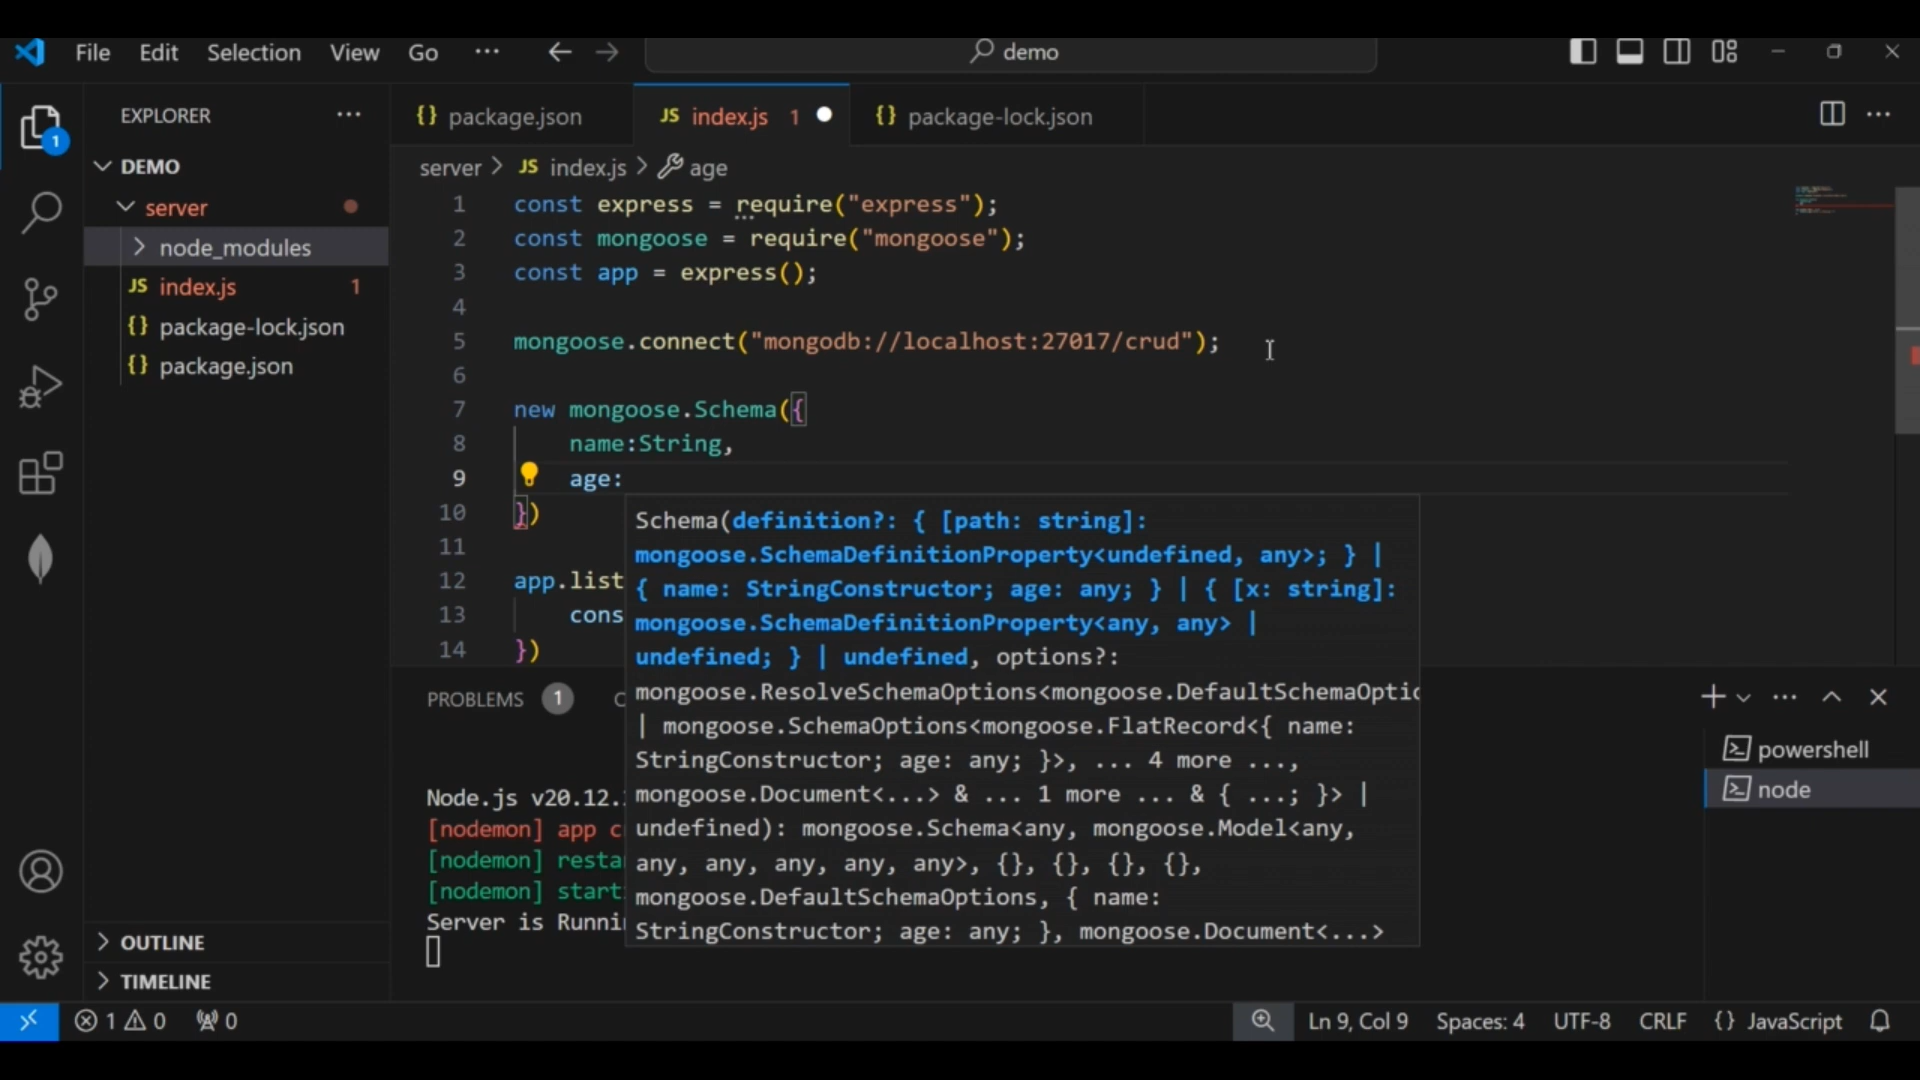 File Edit Selection View Go ··· demo
EXPLORER ···
{} package.json JS index.js 1 {} package-lock.json ···
1
DEMO
server > JS index.js > age
server
node_modules
JS index.js 1
{} package-lock.json
{} package.json
1 const express = require("express");
2 const mongoose = require("mongoose");
3 const app = express();
4
5 mongoose.connect("mongodb://localhost:27017/crud");
6
7 new mongoose.Schema({
8 name:String,
9 age:
10 })
11
12 app.list
13 cons
14 })
Schema(definition?: { [path: string]:
mongoose.SchemaDefinitionProperty<undefined, any>; } |
{ name: StringConstructor; age: any; } | { [x: string]:
mongoose.SchemaDefinitionProperty<any, any> |
undefined; } | undefined, options?:
mongoose.ResolveSchemaOptions<mongoose.DefaultSchemaOptic
| mongoose.SchemaOptions<mongoose.FlatRecord<{ name:
StringConstructor; age: any; }>, ... 4 more ...,
mongoose.Document<...> & ... 1 more ... & { ...; }> |
undefined): mongoose.Schema<any, mongoose.Model<any,
any, any, any, any, any>, {}, {}, {}, {},
mongoose.DefaultSchemaOptions, { name:
StringConstructor; age: any; }, mongoose.Document<...>
PROBLEMS 1
Node.js v20.12.
[nodemon] app c
[nodemon] resta
[nodemon] start
Server is Runni
powershell
node
OUTLINE
TIMELINE
1 0 0 Ln 9, Col 9 Spaces: 4 UTF-8 CRLF {} JavaScript